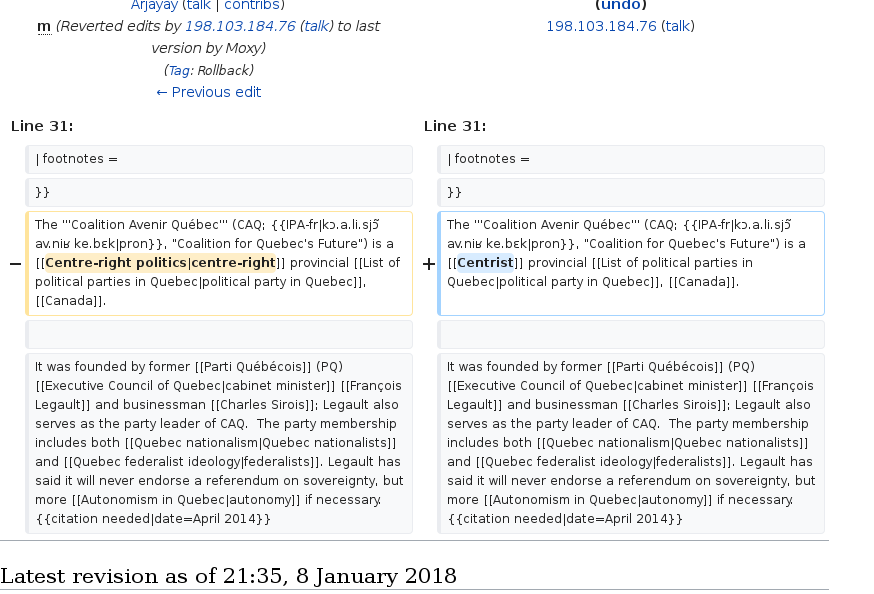 Arjayay (talk | contribs)
m (Reverted edits by 198.103.184.76 (talk) to last
version by Moxy)
(Tag: Rollback)
← Previous edit
(undo)
198.103.184.76 (talk)
Line 31:
| footnotes =
}}
− The '''Coalition Avenir Québec''' (CAQ; {{IPA-fr|kɔ.a.li.sjɔ̃
av.niʁ ke.bɛk|pron}}, "Coalition for Quebec's Future") is a
[[Centre-right politics|centre-right]] provincial [[List of
political parties in Quebec|political party in Quebec]],
[[Canada]].
It was founded by former [[Parti Québécois]] (PQ)
[[Executive Council of Quebec|cabinet minister]] [[François
Legault]] and businessman [[Charles Sirois]]; Legault also
serves as the party leader of CAQ.  The party membership
includes both [[Quebec nationalism|Quebec nationalists]]
and [[Quebec federalist ideology|federalists]]. Legault has
said it will never endorse a referendum on sovereignty, but
more [[Autonomism in Quebec|autonomy]] if necessary.
{{citation needed|date=April 2014}}
Line 31:
| footnotes =
}}
+ The '''Coalition Avenir Québec''' (CAQ; {{IPA-fr|kɔ.a.li.sjɔ̃
av.niʁ ke.bɛk|pron}}, "Coalition for Quebec's Future") is a
[[Centrist]] provincial [[List of political parties in
Quebec|political party in Quebec]], [[Canada]].
It was founded by former [[Parti Québécois]] (PQ)
[[Executive Council of Quebec|cabinet minister]] [[François
Legault]] and businessman [[Charles Sirois]]; Legault also
serves as the party leader of CAQ.  The party membership
includes both [[Quebec nationalism|Quebec nationalists]]
and [[Quebec federalist ideology|federalists]]. Legault has
said it will never endorse a referendum on sovereignty, but
more [[Autonomism in Quebec|autonomy]] if necessary.
{{citation needed|date=April 2014}}
Latest revision as of 21:35, 8 January 2018